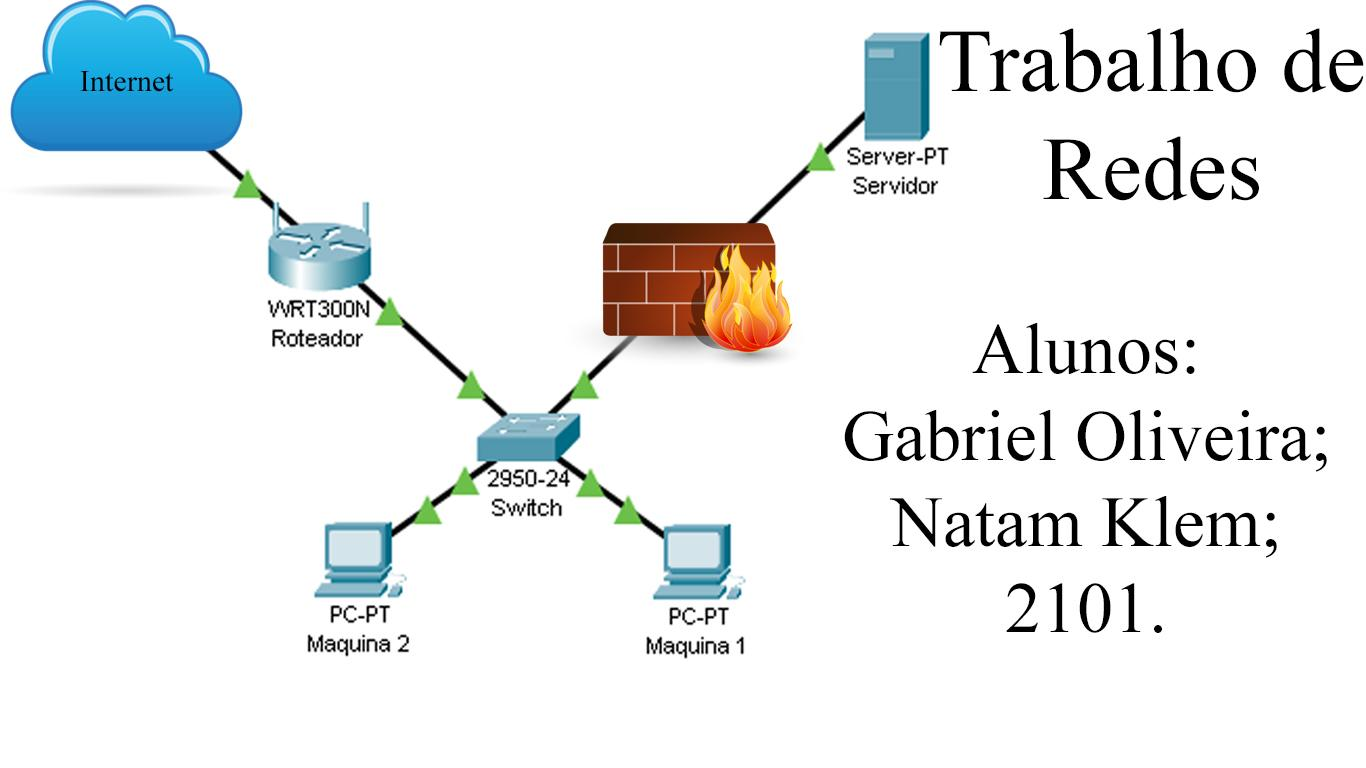 Internet
Trabalho de
Redes
Server-PT
Servidor
WRT300N
Roteador
Alunos:
Gabriel Oliveira;
Natam Klem;
2101.
2950-24
Switch
PC-PT
Maquina 2
PC-PT
Maquina 1